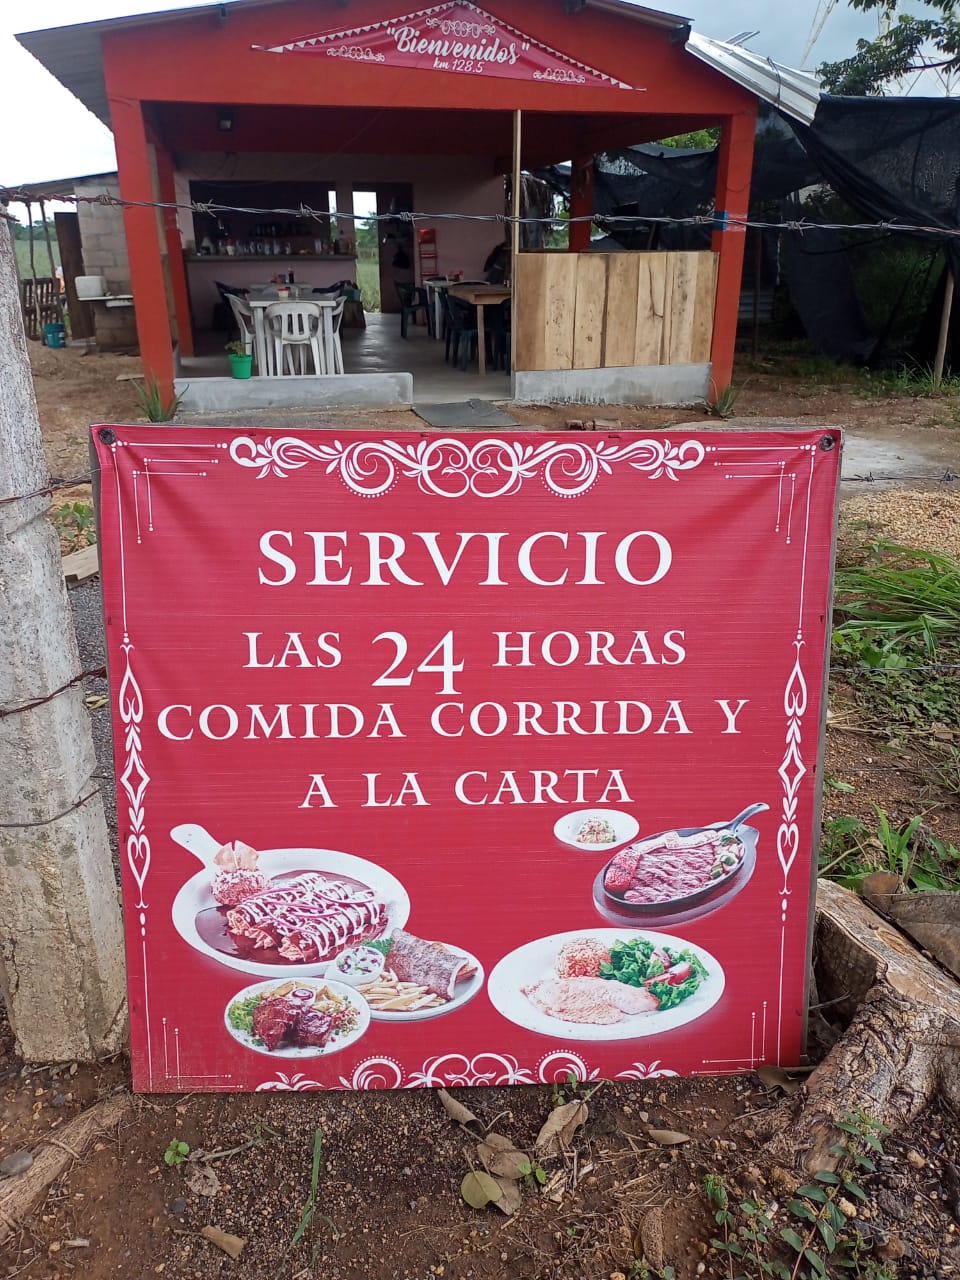 "Bienvenidos"
km 128.5
SERVICIO
LAS 24 HORAS
COMIDA CORRIDA Y
A LA CARTA